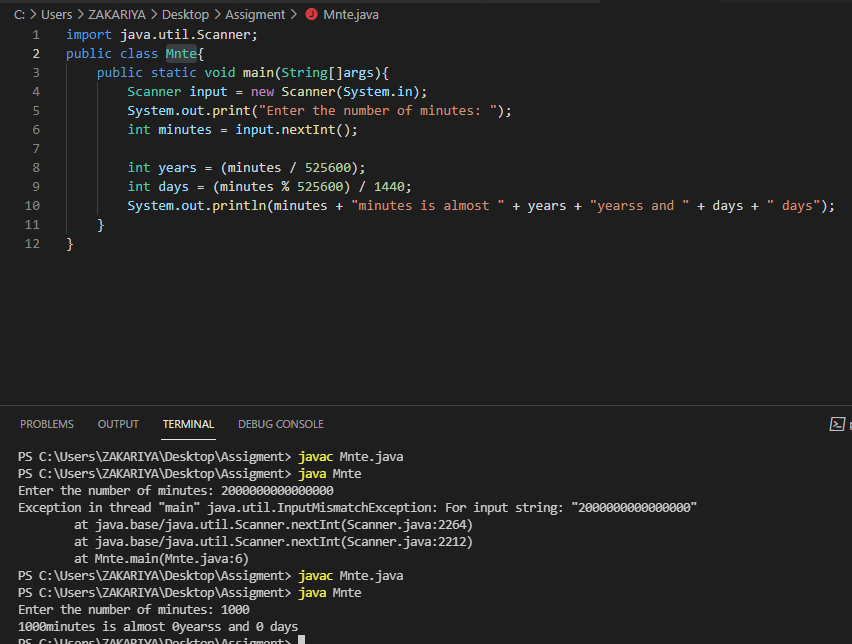 C: > Users > ZAKARIYA > Desktop > Assigment > J Mnte.java
1 import java.util.Scanner;
2 public class Mnte{
3 public static void main(String[]args){
4 Scanner input = new Scanner(System.in);
5 System.out.print("Enter the number of minutes: ");
6 int minutes = input.nextInt();
7
8 int years = (minutes / 525600);
9 int days = (minutes % 525600) / 1440;
10 System.out.println(minutes + "minutes is almost " + years + "yearss and " + days + " days");
11 }
12 }
PROBLEMS OUTPUT TERMINAL DEBUG CONSOLE
PS C:\Users\ZAKARIYA\Desktop\Assigment> javac Mnte.java
PS C:\Users\ZAKARIYA\Desktop\Assigment> java Mnte
Enter the number of minutes: 2000000000000000
Exception in thread "main" java.util.InputMismatchException: For input string: "2000000000000000"
at java.base/java.util.Scanner.nextInt(Scanner.java:2264)
at java.base/java.util.Scanner.nextInt(Scanner.java:2212)
at Mnte.main(Mnte.java:6)
PS C:\Users\ZAKARIYA\Desktop\Assigment> javac Mnte.java
PS C:\Users\ZAKARIYA\Desktop\Assigment> java Mnte
Enter the number of minutes: 1000
1000minutes is almost 0yearss and 0 days
PS C:\Users\ZAKARIYA\Desktop\Assigment>